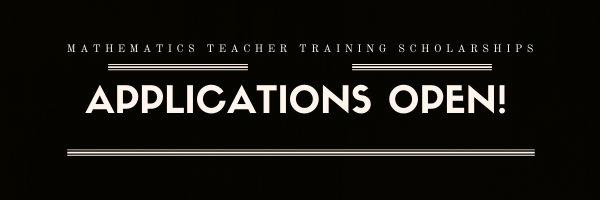 MATHEMATICS TEACHER TRAINING SCHOLARSHIPS
APPLICATIONS OPEN!